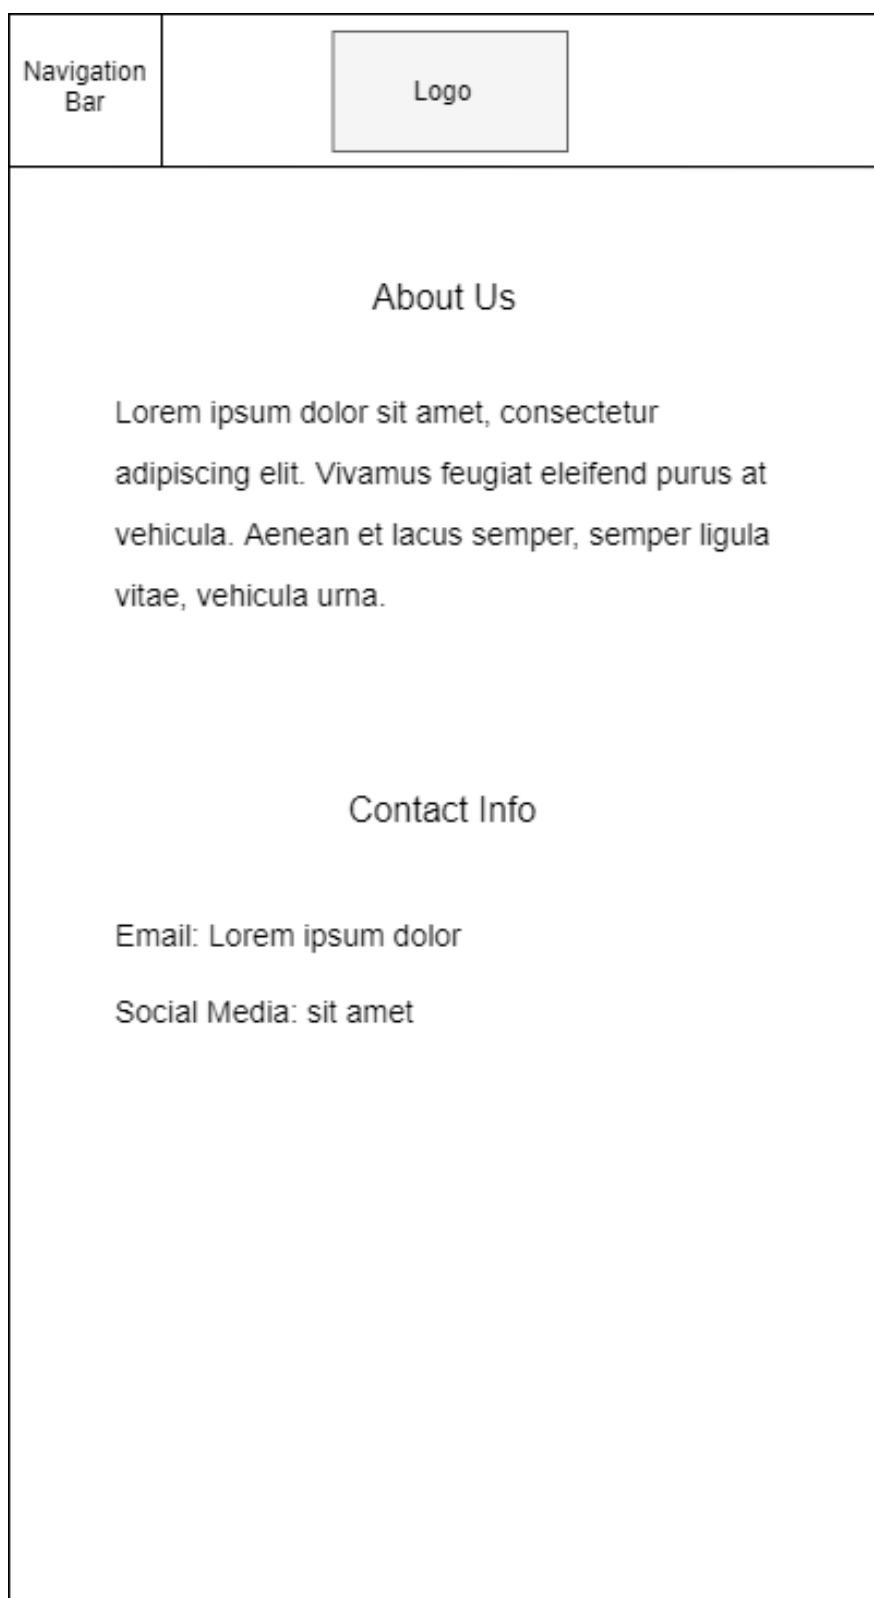 Navigation
Bar
Logo
About Us
Lorem ipsum dolor sit amet, consectetur
adipiscing elit. Vivamus feugiat eleifend purus at
vehicula. Aenean et lacus semper, semper ligula
vitae, vehicula urna.
Contact Info
Email: Lorem ipsum dolor
Social Media: sit amet